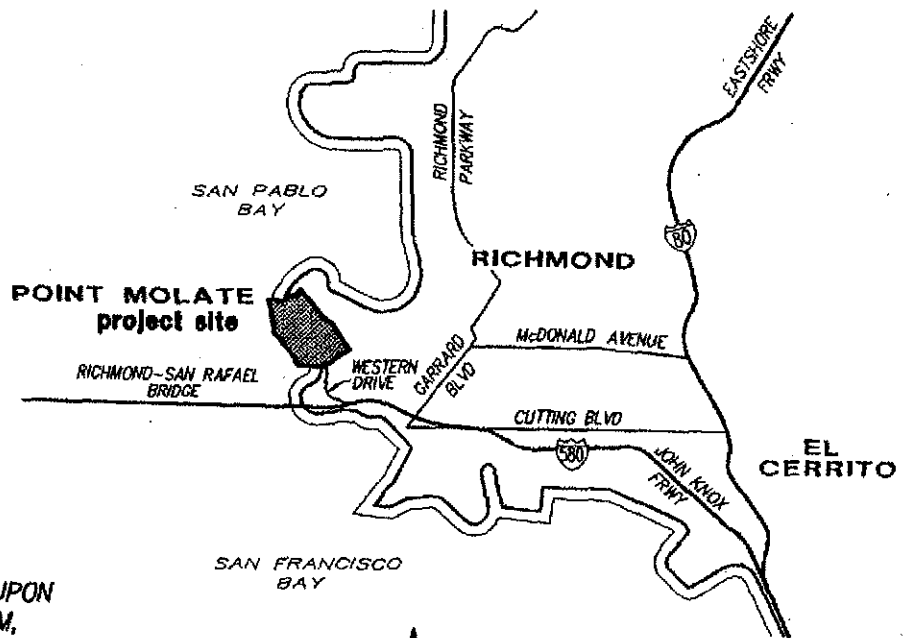 EASTSHORE
FRWY
RICHMOND
PARKWAY
SAN PABLO
BAY
80
RICHMOND
POINT MOLATE
project site
McDONALD AVENUE
GARRARD
BLVD
WESTERN
DRIVE
RICHMOND-SAN RAFAEL
BRIDGE
CUTTING BLVD
580
JOHN KNOX
FRWY
EL
CERRITO
SAN FRANCISCO
BAY
UPON
M,